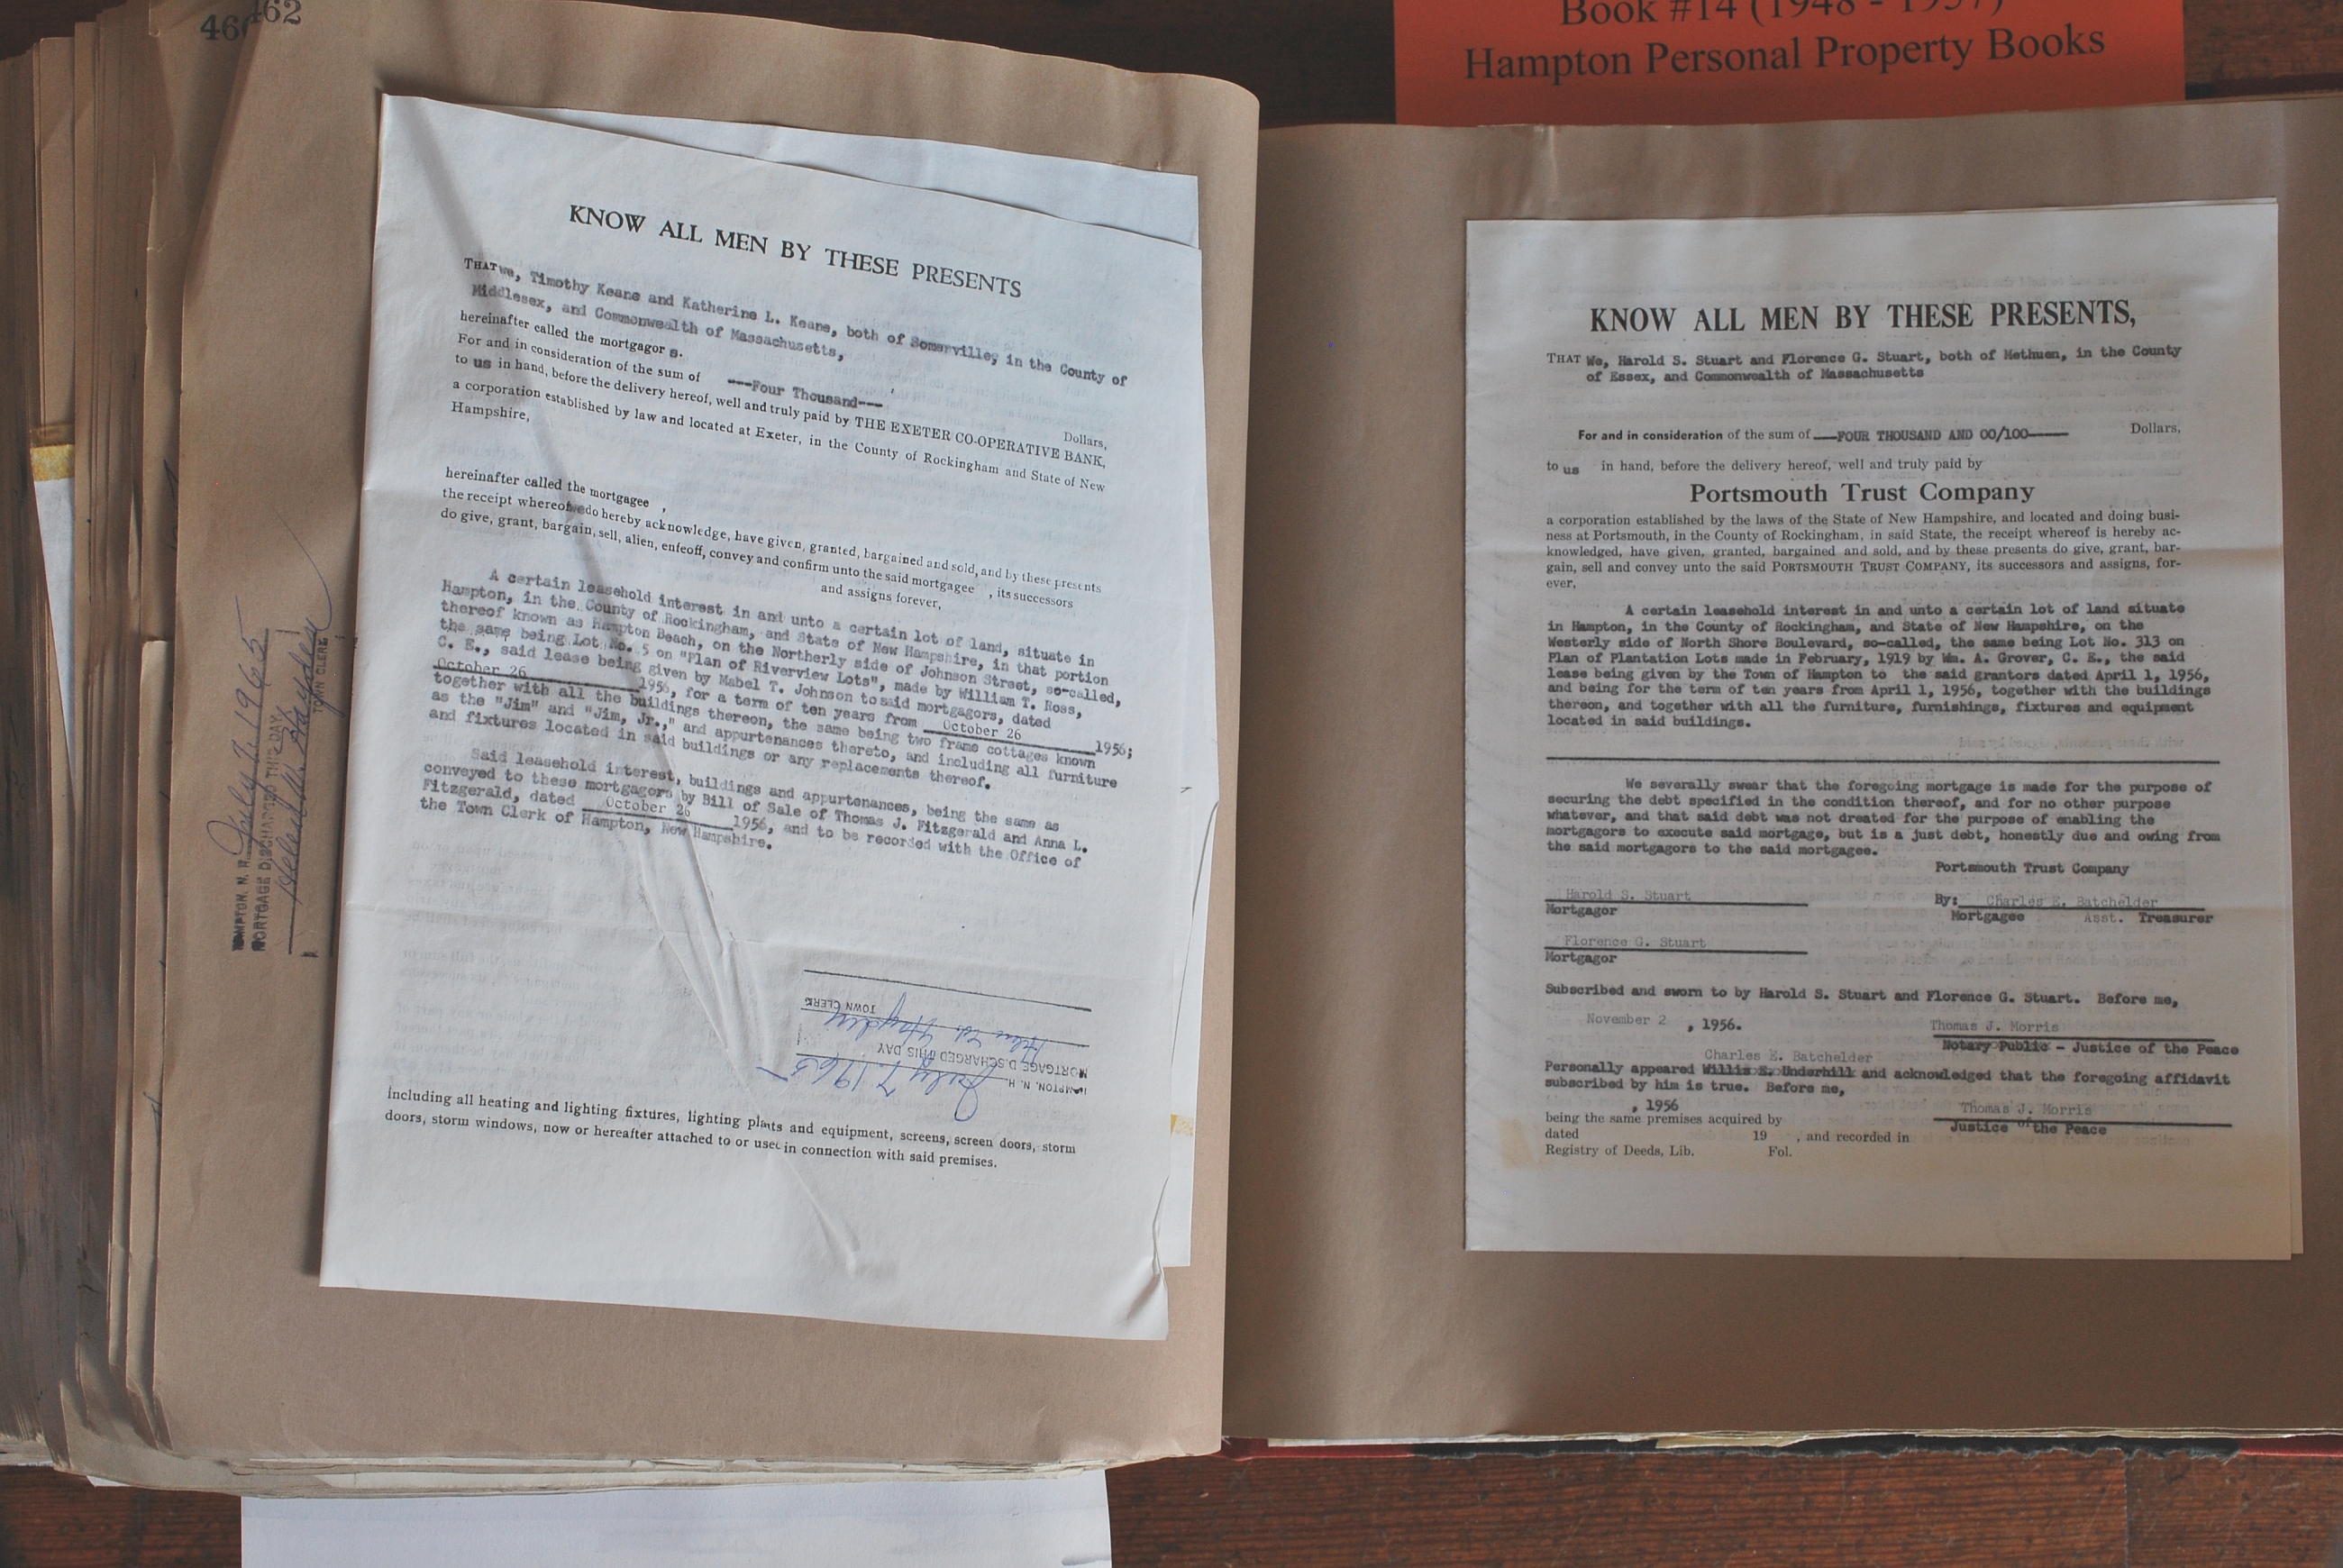 462
460
Book #14 (1948 - 1957)
Hampton Personal Property Books
HAMPTON, N. H. July 7, 1965
MORTGAGE DISCHARGED THIS DAY
Helen W. Hayden
TOWN CLERK
KNOW ALL MEN BY THESE PRESENTS
THAT we, Timothy Keane and Katherine L. Keane, both of Somerville, in the County of
Middlesex, and Commonwealth of Massachusetts,
hereinafter called the mortgagor s.
For and in consideration of the sum of ---Four Thousand--- Dollars,
to us in hand, before the delivery hereof, well and truly paid by THE EXETER CO-OPERATIVE BANK,
a corporation established by law and located at Exeter, in the County of Rockingham and State of New
Hampshire,
hereinafter called the mortgagee ,
the receipt whereof we do hereby acknowledge, have given, granted, bargained and sold, and by these presents
do give, grant, bargain, sell, alien, enfeoff, convey and confirm unto the said mortgagee , its successors
and assigns forever,
A certain leasehold interest in and unto a certain lot of land, situate in
Hampton, in the County of Rockingham, and State of New Hampshire, in that portion
thereof known as Hampton Beach, on the Northerly side of Johnson Street, so-called,
the same being Lot No. 5 on "Plan of Riverview Lots", made by William T. Ross,
C. E., said lease being given by Mabel T. Johnson to said mortgagors, dated
October 26 1956, for a term of ten years from October 26 1956;
together with all the buildings thereon, the same being two frame cottages known
as the "Jim" and "Jim, Jr.," and appurtenances thereto, and including all furniture
and fixtures located in said buildings or any replacements thereof.
Said leasehold interest, buildings and appurtenances, being the same as
conveyed to these mortgagors by Bill of Sale of Thomas J. Fitzgerald and Anna L.
Fitzgerald, dated October 26 1956, and to be recorded with the Office of
the Town Clerk of Hampton, New Hampshire.
HAMPTON, N. H. July 7, 1965
MORTGAGE DISCHARGED THIS DAY
Helen W. Hayden
TOWN CLERK
including all heating and lighting fixtures, lighting plants and equipment, screens, screen doors, storm
doors, storm windows, now or hereafter attached to or used in connection with said premises.
KNOW ALL MEN BY THESE PRESENTS,
THAT We, Harold S. Stuart and Florence G. Stuart, both of Methuen, in the County
of Essex, and Commonwealth of Massachusetts
For and in consideration of the sum of ----FOUR THOUSAND AND 00/100------ Dollars,
to us in hand, before the delivery hereof, well and truly paid by
Portsmouth Trust Company
a corporation established by the laws of the State of New Hampshire, and located and doing busi-
ness at Portsmouth, in the County of Rockingham, in said State, the receipt whereof is hereby ac-
knowledged, have given, granted, bargained and sold, and by these presents do give, grant, bar-
gain, sell and convey unto the said PORTSMOUTH TRUST COMPANY, its successors and assigns, for-
ever,
A certain leasehold interest in and unto a certain lot of land situate
in Hampton, in the County of Rockingham, and State of New Hampshire, on the
Westerly side of North Shore Boulevard, so-called, the same being Lot No. 313 on
Plan of Plantation Lots made in February, 1919 by Wm. A. Grover, C. E., the said
lease being given by the Town of Hampton to the said grantors dated April 1, 1956,
and being for the term of ten years from April 1, 1956, together with the buildings
thereon, and together with all the furniture, furnishings, fixtures and equipment
located in said buildings.
We severally swear that the foregoing mortgage is made for the purpose of
securing the debt specified in the condition thereof, and for no other purpose
whatever, and that said debt was not dreated for the purpose of enabling the
mortgagors to execute said mortgage, but is a just debt, honestly due and owing from
the said mortgagors to the said mortgagee.
Portsmouth Trust Company
Harold S. Stuart By: Charles E. Batchelder
Mortgagor Mortgagee Asst. Treasurer
Florence G. Stuart
Mortgagor
Subscribed and sworn to by Harold S. Stuart and Florence G. Stuart. Before me,
November 2 , 1956. Thomas J. Morris
Notary Public - Justice of the Peace
Charles E. Batchelder
Personally appeared Willis E. Underhill and acknowledged that the foregoing affidavit
subscribed by him is true. Before me,
, 1956 Thomas J. Morris
being the same premises acquired by Justice of the Peace
dated 19 , and recorded in
Registry of Deeds, Lib. Fol.